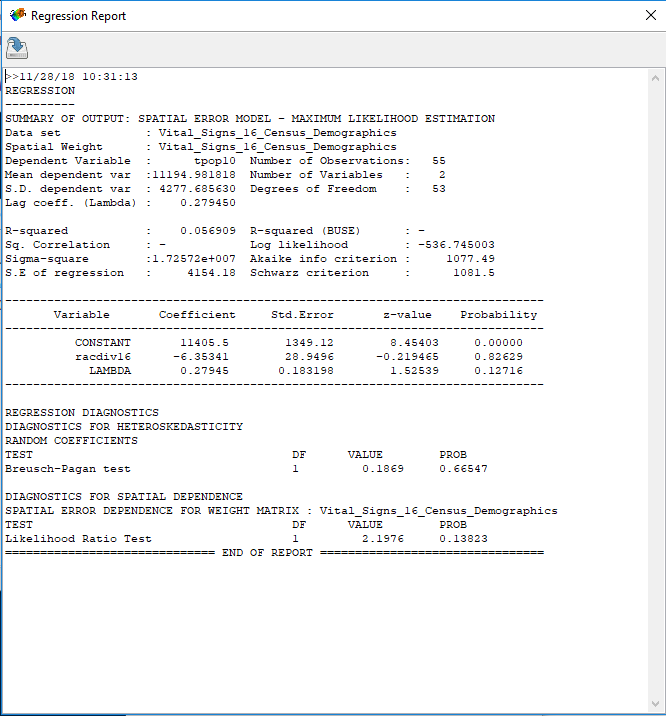 Regression Report
>>11/28/18 10:31:13
REGRESSION
----------
SUMMARY OF OUTPUT: SPATIAL ERROR MODEL - MAXIMUM LIKELIHOOD ESTIMATION
Data set            : Vital_Signs_16_Census_Demographics
Spatial Weight      : Vital_Signs_16_Census_Demographics
Dependent Variable  :      tpop10  Number of Observations:   55
Mean dependent var  :11194.981818  Number of Variables   :    2
S.D. dependent var  : 4277.685630  Degrees of Freedom    :   53
Lag coeff. (Lambda) :    0.279450
R-squared           :    0.056909  R-squared (BUSE)      : -
Sq. Correlation     : -            Log likelihood        : -536.745003
Sigma-square        :1.72572e+007  Akaike info criterion :     1077.49
S.E of regression   :     4154.18  Schwarz criterion     :      1081.5
-----------------------------------------------------------------------------
       Variable       Coefficient     Std.Error       z-value    Probability
-----------------------------------------------------------------------------
          CONSTANT       11405.5       1349.12        8.45403     0.00000
          racdiv16      -6.35341       28.9496      -0.219465     0.82629
            LAMBDA       0.27945      0.183198        1.52539     0.12716
-----------------------------------------------------------------------------
REGRESSION DIAGNOSTICS
DIAGNOSTICS FOR HETEROSKEDASTICITY
RANDOM COEFFICIENTS
TEST                                     DF      VALUE        PROB
Breusch-Pagan test                       1         0.1869     0.66547
DIAGNOSTICS FOR SPATIAL DEPENDENCE
SPATIAL ERROR DEPENDENCE FOR WEIGHT MATRIX : Vital_Signs_16_Census_Demographics
TEST                                     DF      VALUE        PROB
Likelihood Ratio Test                    1         2.1976     0.13823
============================== END OF REPORT ================================